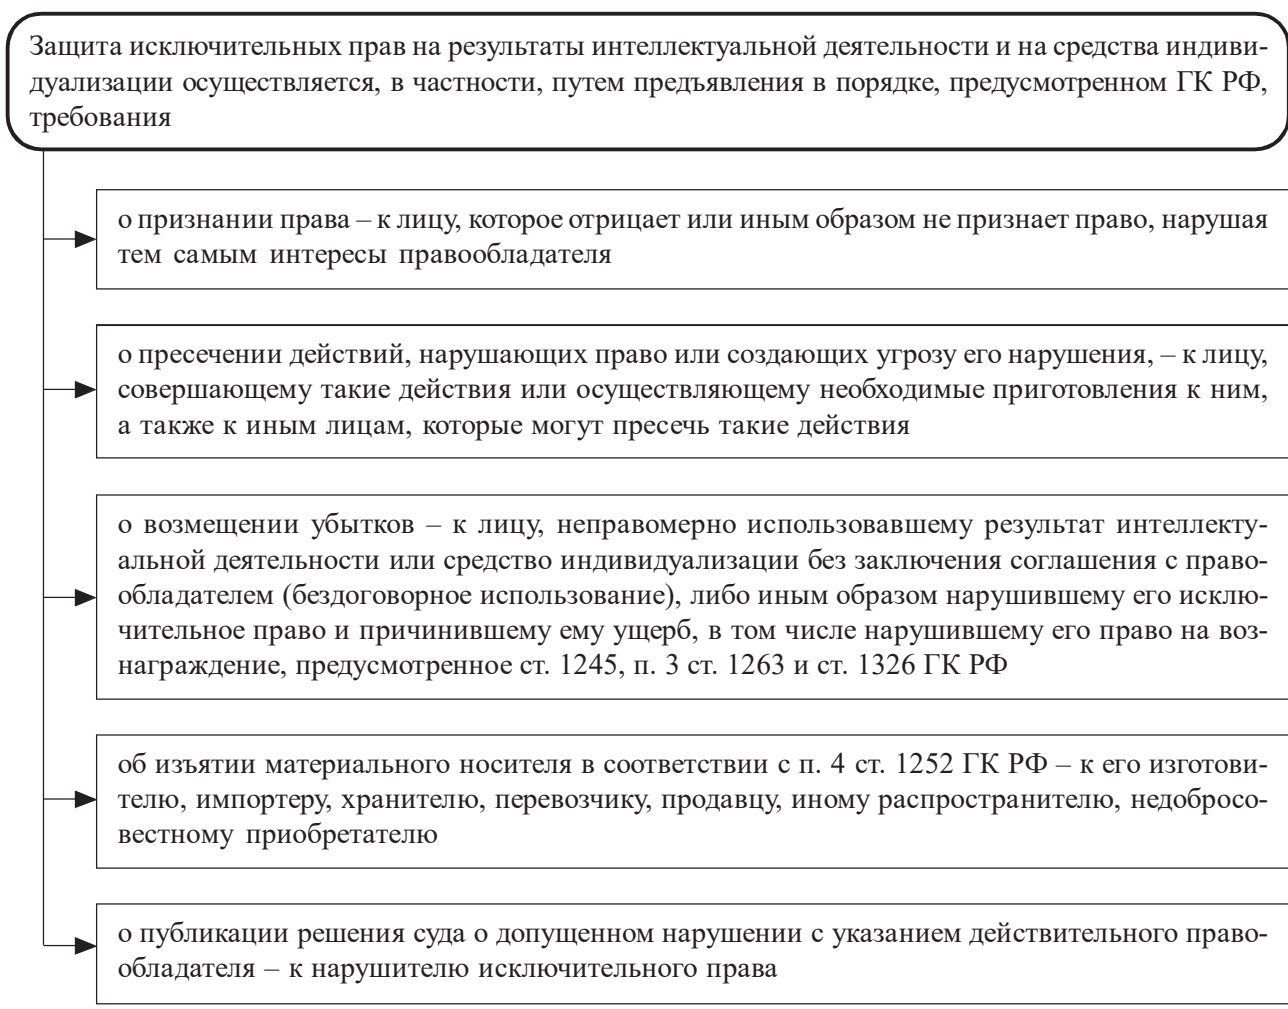 Защита исключительных прав на результаты интеллектуальной деятельности и на средства индиви-
дуализации осуществляется, в частности, путем предъявления в порядке, предусмотренном ГК РФ,
требования
о признании права – к лицу, которое отрицает или иным образом не признает право, нарушая
тем самым интересы правообладателя
о пресечении действий, нарушающих право или создающих угрозу его нарушения, – к лицу,
совершающему такие действия или осуществляющему необходимые приготовления к ним,
а также к иным лицам, которые могут пресечь такие действия
о возмещении убытков – к лицу, неправомерно использовавшему результат интеллекту-
альной деятельности или средство индивидуализации без заключения соглашения с право-
обладателем (бездоговорное использование), либо иным образом нарушившему его исклю-
чительное право и причинившему ему ущерб, в том числе нарушившему его право на воз-
награждение, предусмотренное ст. 1245, п. 3 ст. 1263 и ст. 1326 ГК РФ
об изъятии материального носителя в соответствии с п. 4 ст. 1252 ГК РФ – к его изготови-
телю, импортеру, хранителю, перевозчику, продавцу, иному распространителю, недобросо-
вестному приобретателю
о публикации решения суда о допущенном нарушении с указанием действительного право-
обладателя – к нарушителю исключительного права